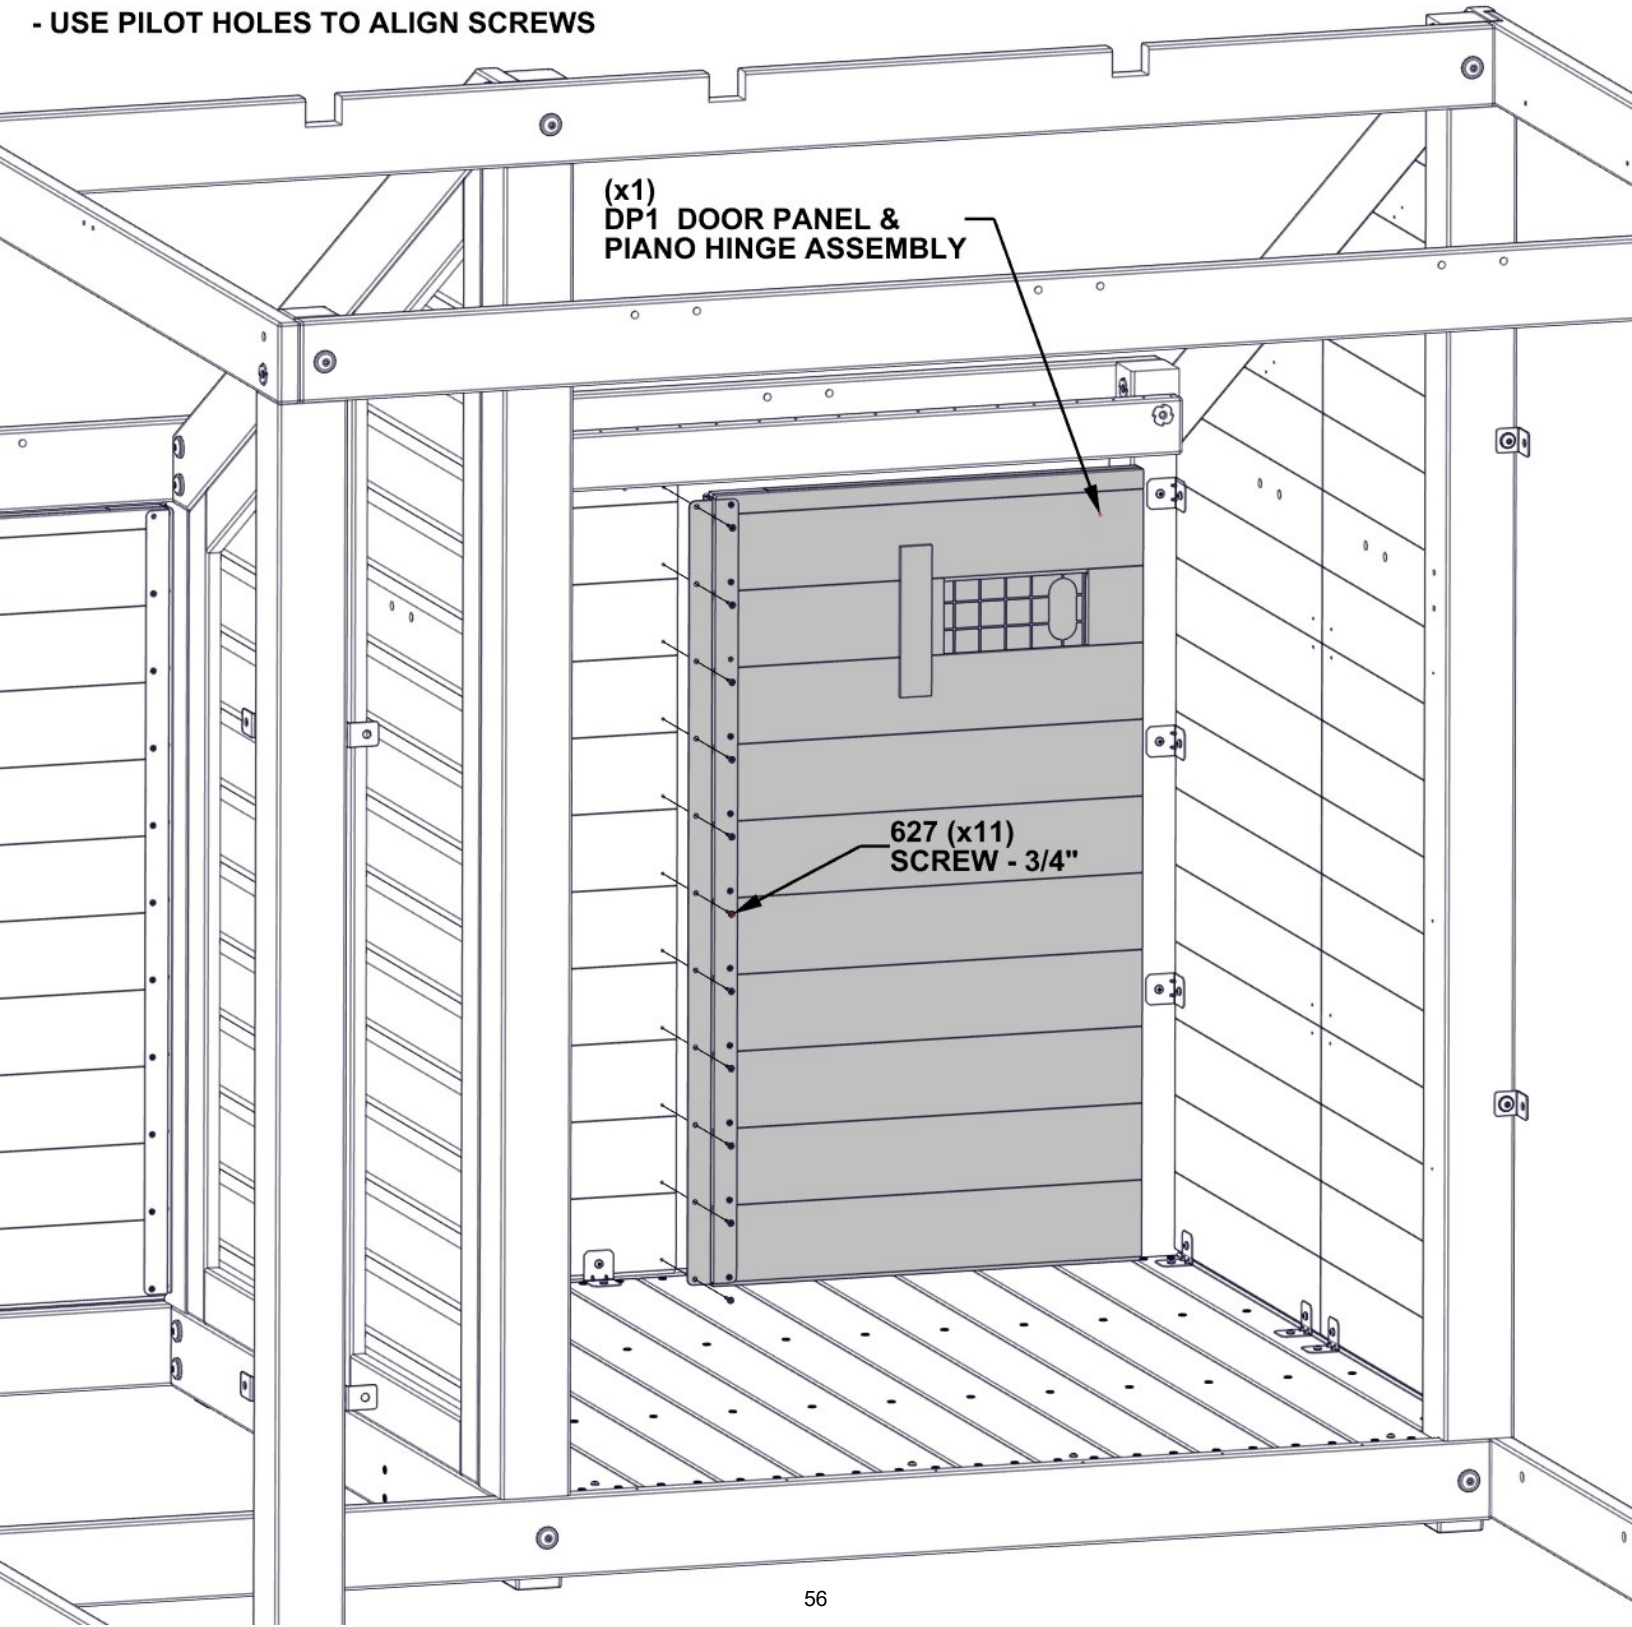 - USE PILOT HOLES TO ALIGN SCREWS
(x1)
DP1 DOOR PANEL &
PIANO HINGE ASSEMBLY
627 (x11)
SCREW - 3/4"
56